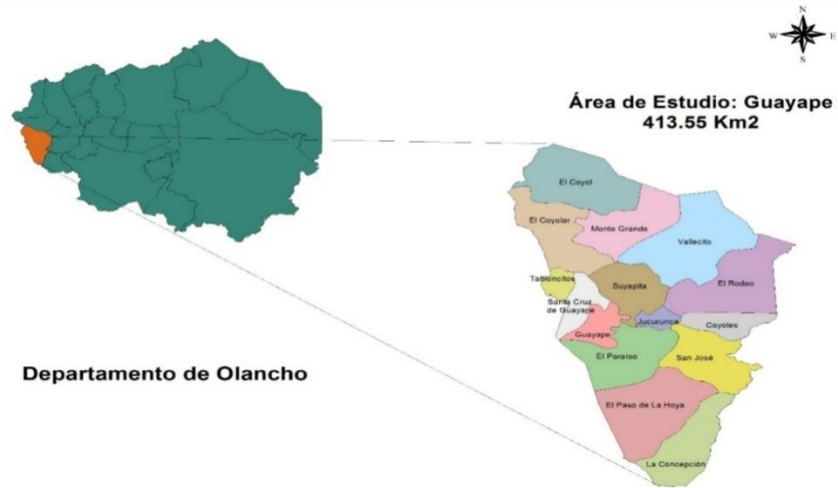 N
W E
S
Área de Estudio: Guayape
413.55 Km2
El Coyol
El Coyolar
Monte Grande
Vallecito
Tabloncitos
Suyapita
El Rodeo
Santa Cruz
de Guayape
Jucurunca
Coyoles
Guayape
El Paraíso
San José
Departamento de Olancho
El Paso de La Hoya
La Concepción